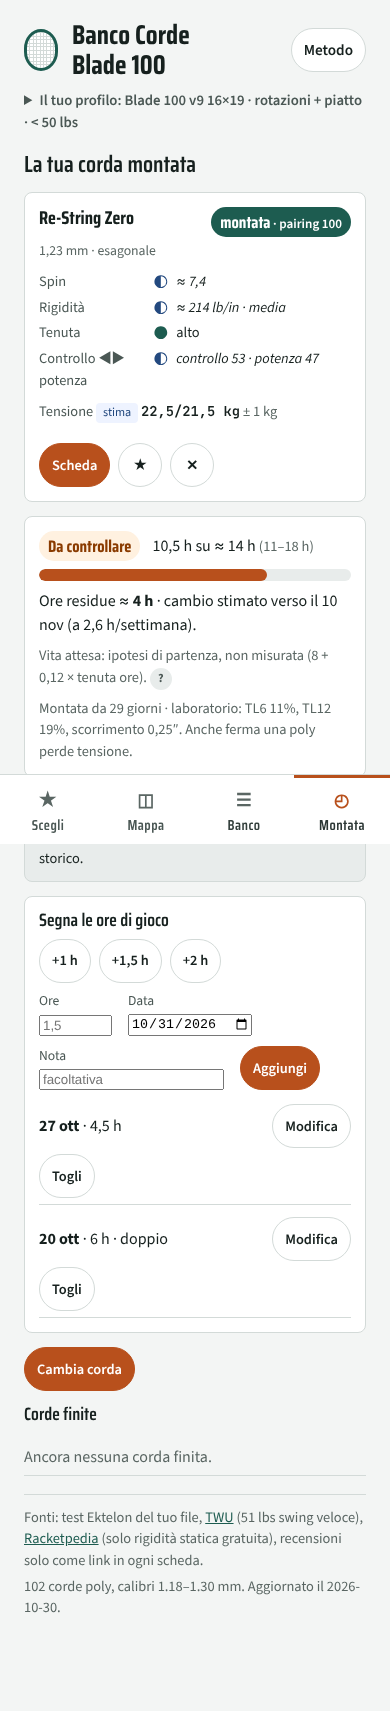 Banco Corde
Blade 100
Metodo
▶ Il tuo profilo: Blade 100 v9 16×19 · rotazioni + piatto
· < 50 lbs
La tua corda montata
Re-String Zero
montata · pairing 100
1,23 mm · esagonale
Spin ≈ 7,4
Rigidità ≈ 214 lb/in · media
Tenuta alto
Controllo ◀▶ controllo 53 · potenza 47
potenza
Tensione stima 22,5/21,5 kg ± 1 kg
Scheda ★ ✕
Da controllare 10,5 h su ≈ 14 h (11–18 h)
Ore residue ≈ 4 h · cambio stimato verso il 10
nov (a 2,6 h/settimana).
Vita attesa: ipotesi di partenza, non misurata (8 +
0,12 × tenuta ore). ?
Montata da 29 giorni · laboratorio: TL6 11%, TL12
19%, scorrimento 0,25″. Anche ferma una poly
perde tensione.
★ Scegli
Mappa
☰ Banco
Montata
storico.
Segna le ore di gioco
+1 h +1,5 h +2 h
Ore Data
1,5 10/31/2026
Nota
facoltativa
Aggiungi
27 ott · 4,5 h Modifica
Togli
20 ott · 6 h · doppio Modifica
Togli
Cambia corda
Corde finite
Ancora nessuna corda finita.
Fonti: test Ektelon del tuo file, TWU (51 lbs swing veloce),
Racketpedia (solo rigidità statica gratuita), recensioni
solo come link in ogni scheda.
102 corde poly, calibri 1.18–1.30 mm. Aggiornato il 2026-
10-30.